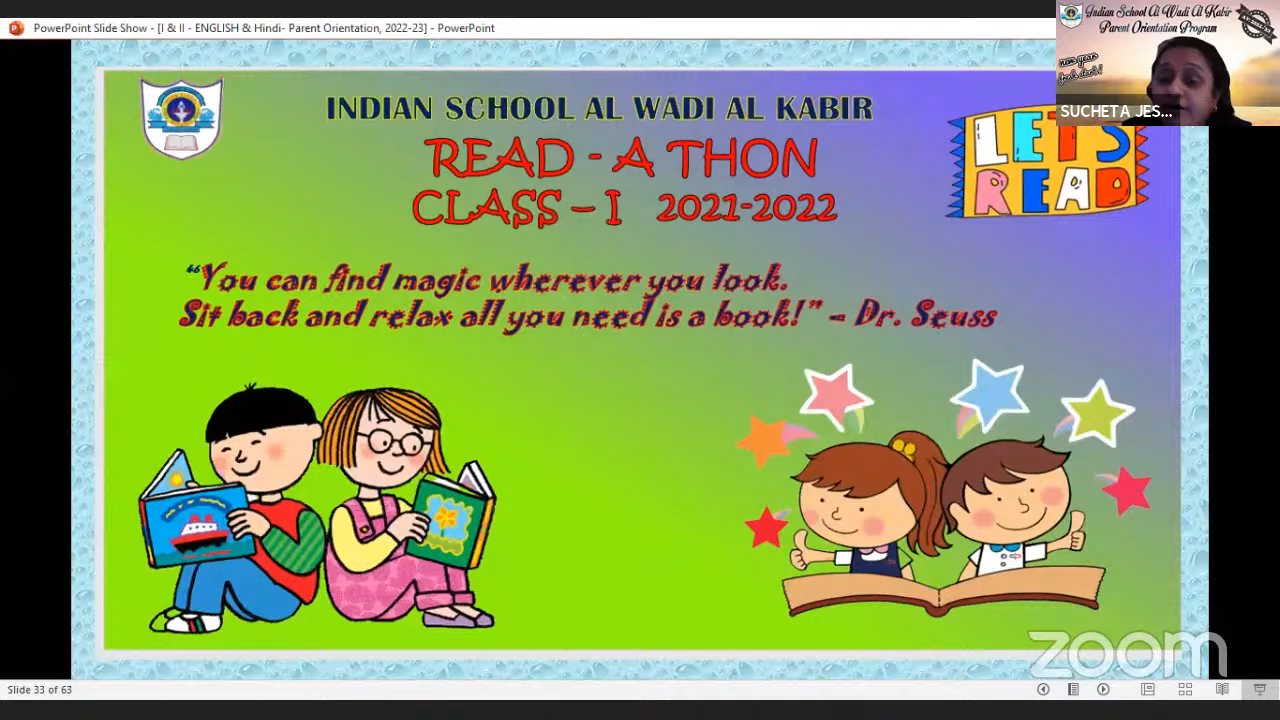 PowerPoint Slide Show - [I & II - ENGLISH & Hindi- Parent Orientation, 2022-23] - PowerPoint
Indian School Al Wadi Al Kabir
Parent Orientation Program
new year
SUCHETA JES...
INDIAN SCHOOL AL WADI AL KABIR
READ - A THON
CLASS – I 2021-2022
LET'S
READ
“You can find magic wherever you look.
Sit back and relax all you need is a book!” – Dr. Seuss
zoom
Slide 33 of 63